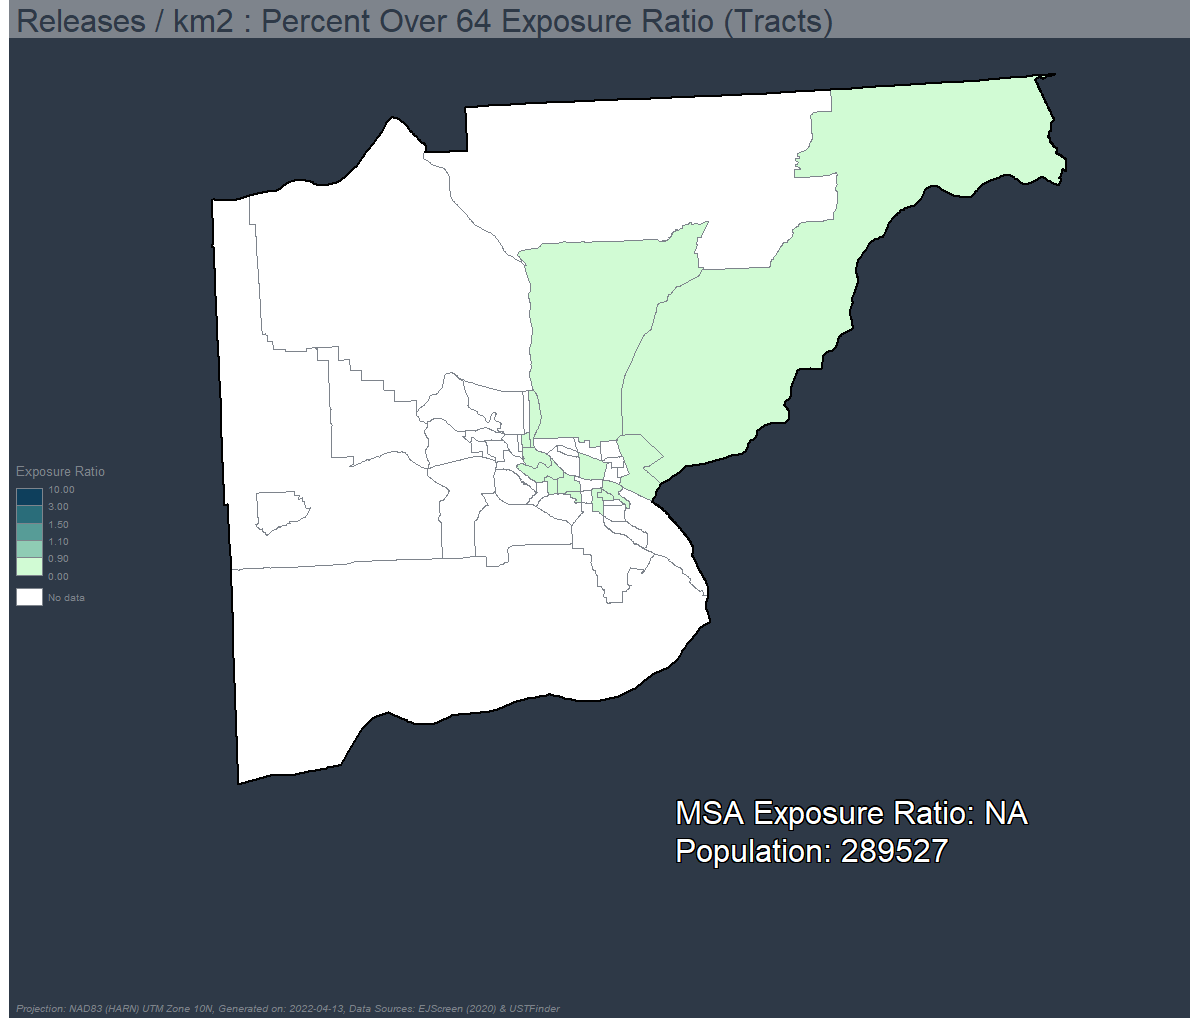 Releases / km2 : Percent Over 64 Exposure Ratio (Tracts)
Exposure Ratio
10.00
3.00
1.50
1.10
0.90
0.00
No data
MSA Exposure Ratio: NA
Population: 289527
Projection: NAD83 (HARN) UTM Zone 10N, Generated on: 2022-04-13, Data Sources: EJScreen (2020) & USTFinder